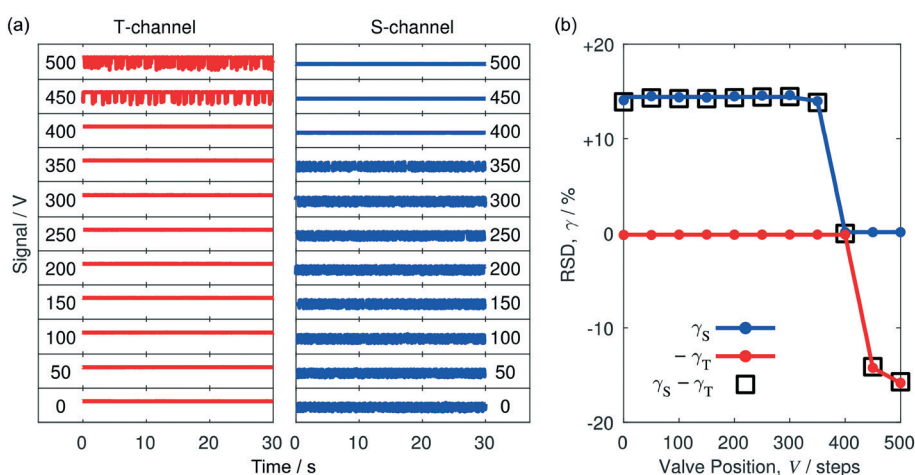 (a)
T-channel
S-channel
Signal / V
500
450
400
350
300
250
200
150
100
50
0
500
450
400
350
300
250
200
150
100
50
0
0 10 20 30
0 10 20 30
Time / s
(b)
RSD, γ / %
+20
+10
0
-10
-20
γS
- γT
γS - γT
0 100 200 300 400 500
Valve Position, V / steps